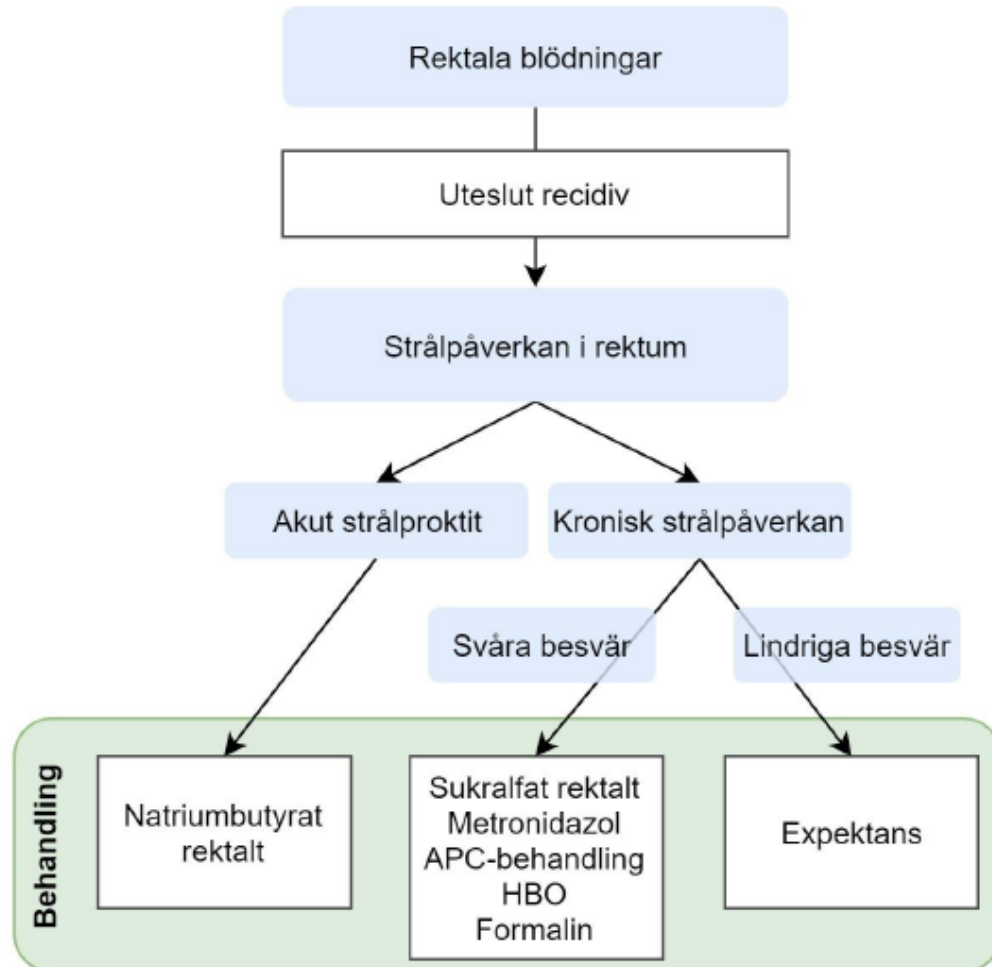 Rektala blödningar
Uteslut recidiv
Strålpåverkan i rektum
Akut strålproktit
Kronisk strålpåverkan
Svåra besvär
Lindriga besvär
Behandling
Natriumbutyrat
rektalt
Sukralfat rektalt
Metronidazol
APC-behandling
HBO
Formalin
Expektans